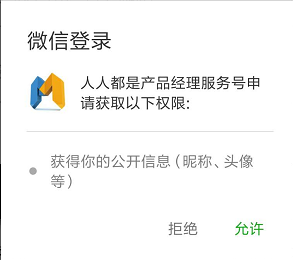 微信登录
人人都是产品经理服务号申
请获取以下权限:
获得你的公开信息（昵称、头像
等）
拒绝
允许